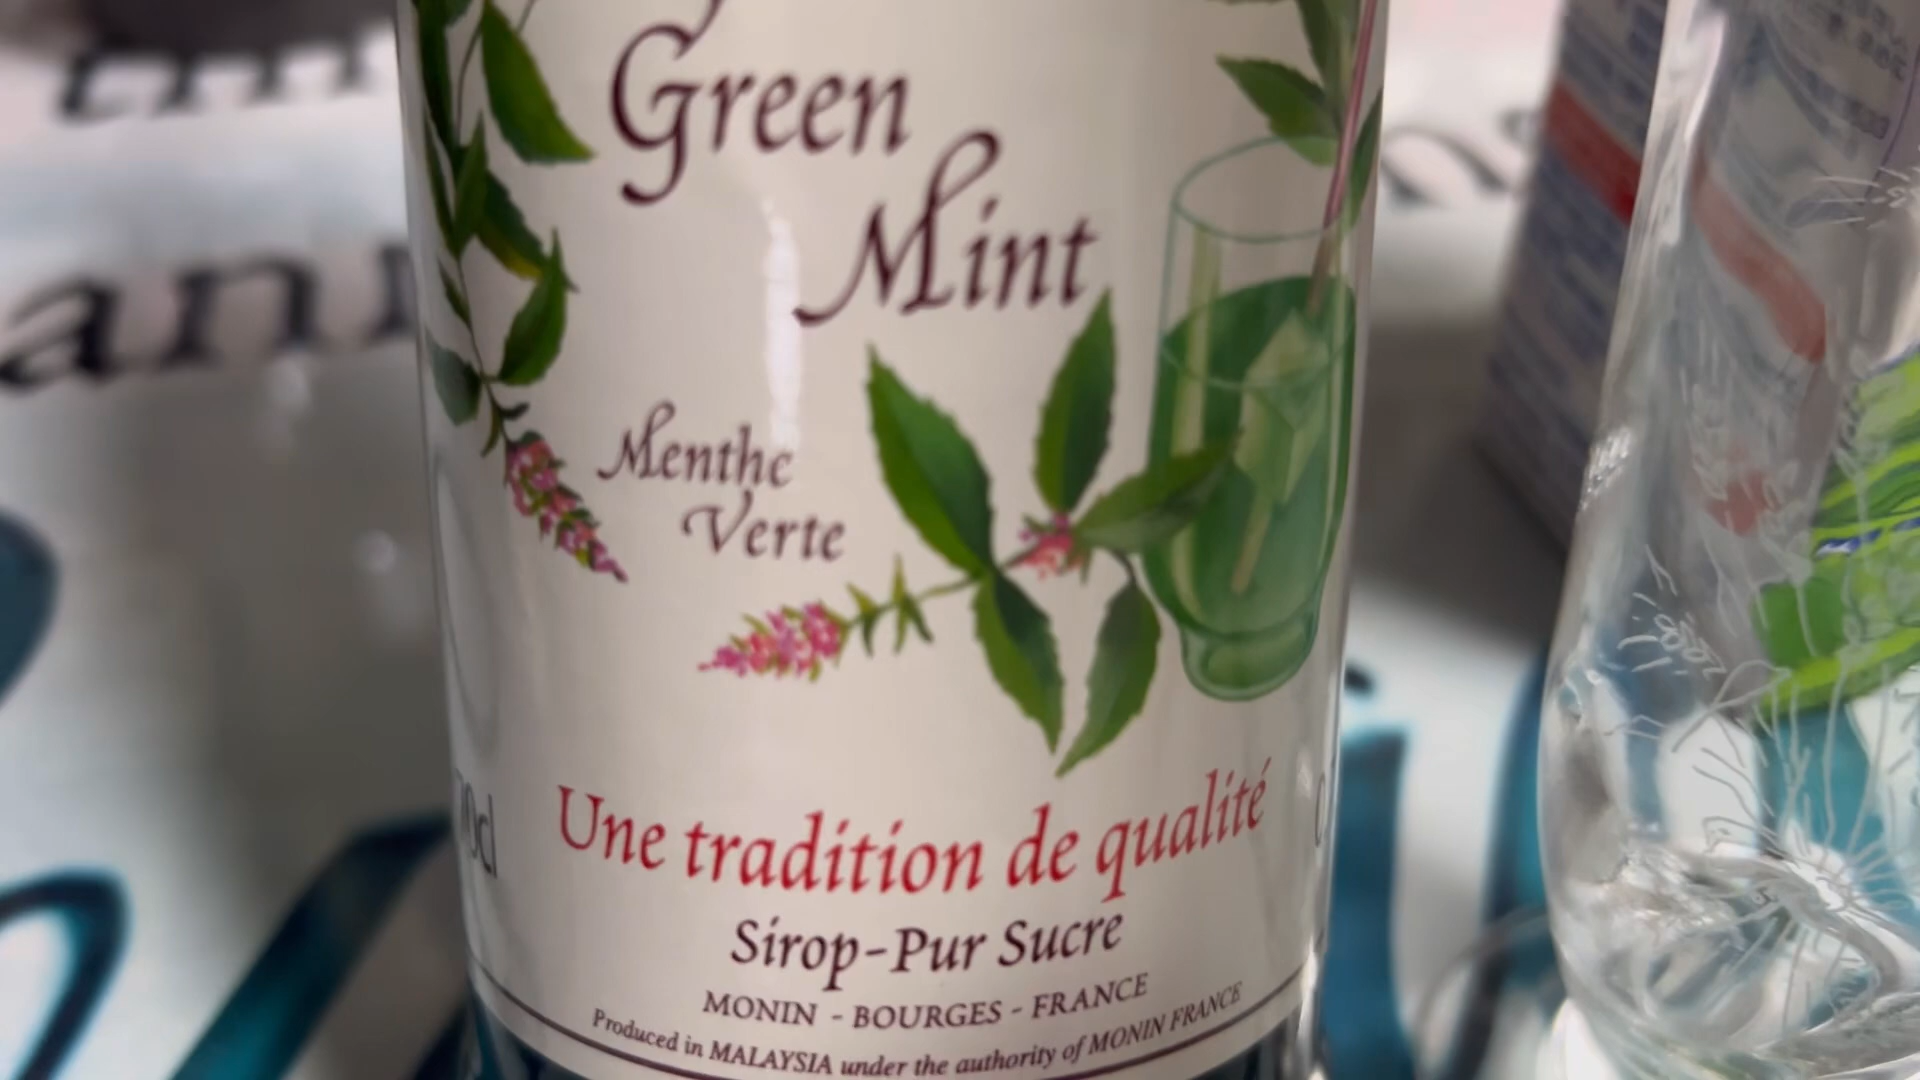 Green
Mint
Menthe
Verte
70cl
Une tradition de qualité
Sirop-Pur Sucre
MONIN - BOURGES - FRANCE
Produced in MALAYSIA under the authority of MONIN FRANCE